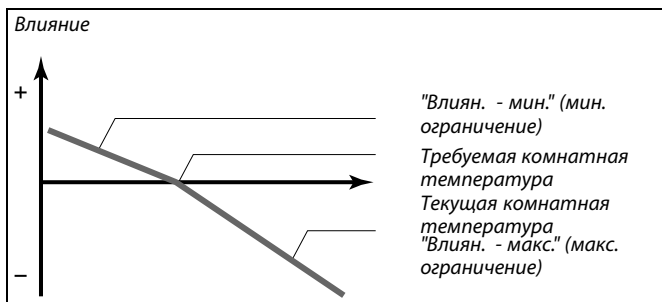 Влияние
+
"Влиян. - мин." (мин.
ограничение)
Требуемая комнатная
температура
Текущая комнатная
температура
"Влиян. - макс." (макс.
ограничение)
–